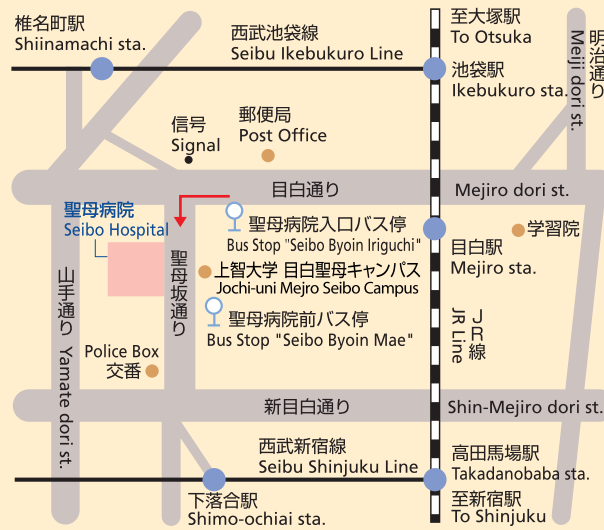 椎名町駅
Shiinamachi sta.
西武池袋線
Seibu Ikebukuro Line
至大塚駅
To Otsuka
池袋駅
Ikebukuro sta.
明治通り
Meiji dori st.
信号
Signal
郵便局
Post Office
目白通り
Mejiro dori st.
聖母病院
Seibo Hospital
聖母病院入口バス停
Bus Stop "Seibo Byoin Iriguchi"
学習院
目白駅
Mejiro sta.
上智大学 目白聖母キャンパス
Jochi-uni Mejro Seibo Campus
聖母坂通り
山手通り Yamate dori st.
聖母病院前バス停
Bus Stop "Seibo Byoin Mae"
JR線
JR Line
Police Box
交番
新目白通り
Shin-Mejiro dori st.
西武新宿線
Seibu Shinjuku Line
高田馬場駅
Takadanobaba sta.
下落合駅
Shimo-ochiai sta.
至新宿駅
To Shinjuku